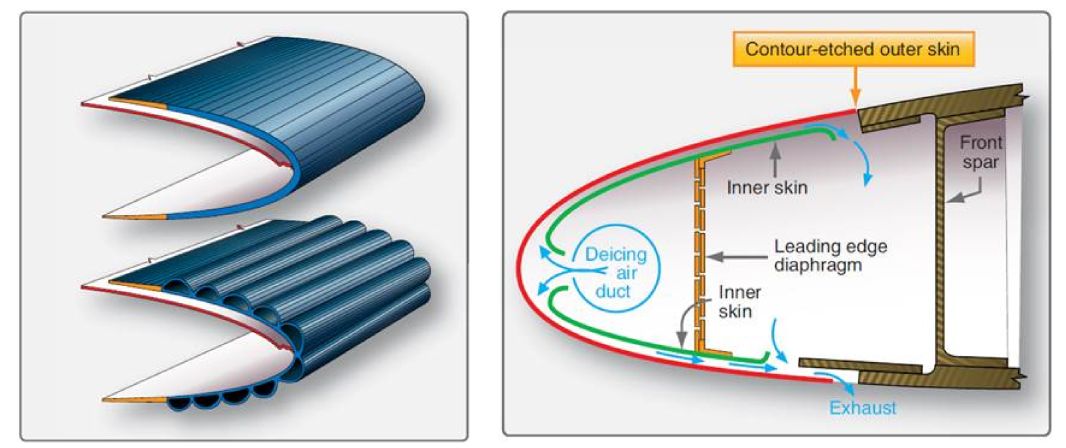 Contour-etched outer skin
Front
spar
Inner skin
Deicing
air
duct
Leading edge
diaphragm
Inner
skin
Exhaust